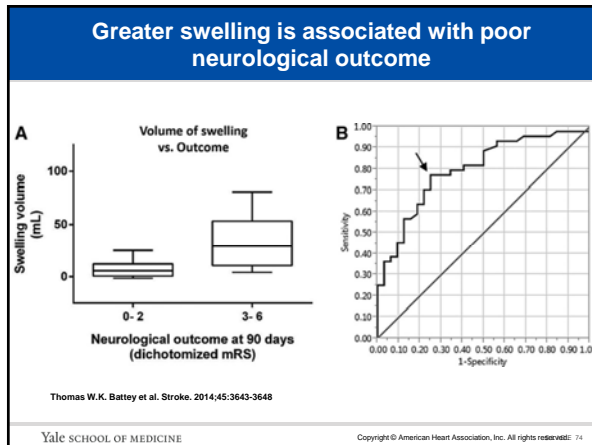 Greater swelling is associated with poor
neurological outcome
A
Volume of swelling
vs. Outcome
Swelling volume
(mL)
100
50
0
0- 2
3- 6
Neurological outcome at 90 days
(dichotomized mRS)
B
Sensitivity
1.00
0.90
0.80
0.70
0.60
0.50
0.40
0.30
0.20
0.10
0.00
0.00 0.10 0.20 0.30 0.40 0.50 0.60 0.70 0.80 0.90 1.0
1-Specificity
Thomas W.K. Battey et al. Stroke. 2014;45:3643-3648
Yale SCHOOL OF MEDICINE
Copyright © American Heart Association, Inc. All rights reserved.
74